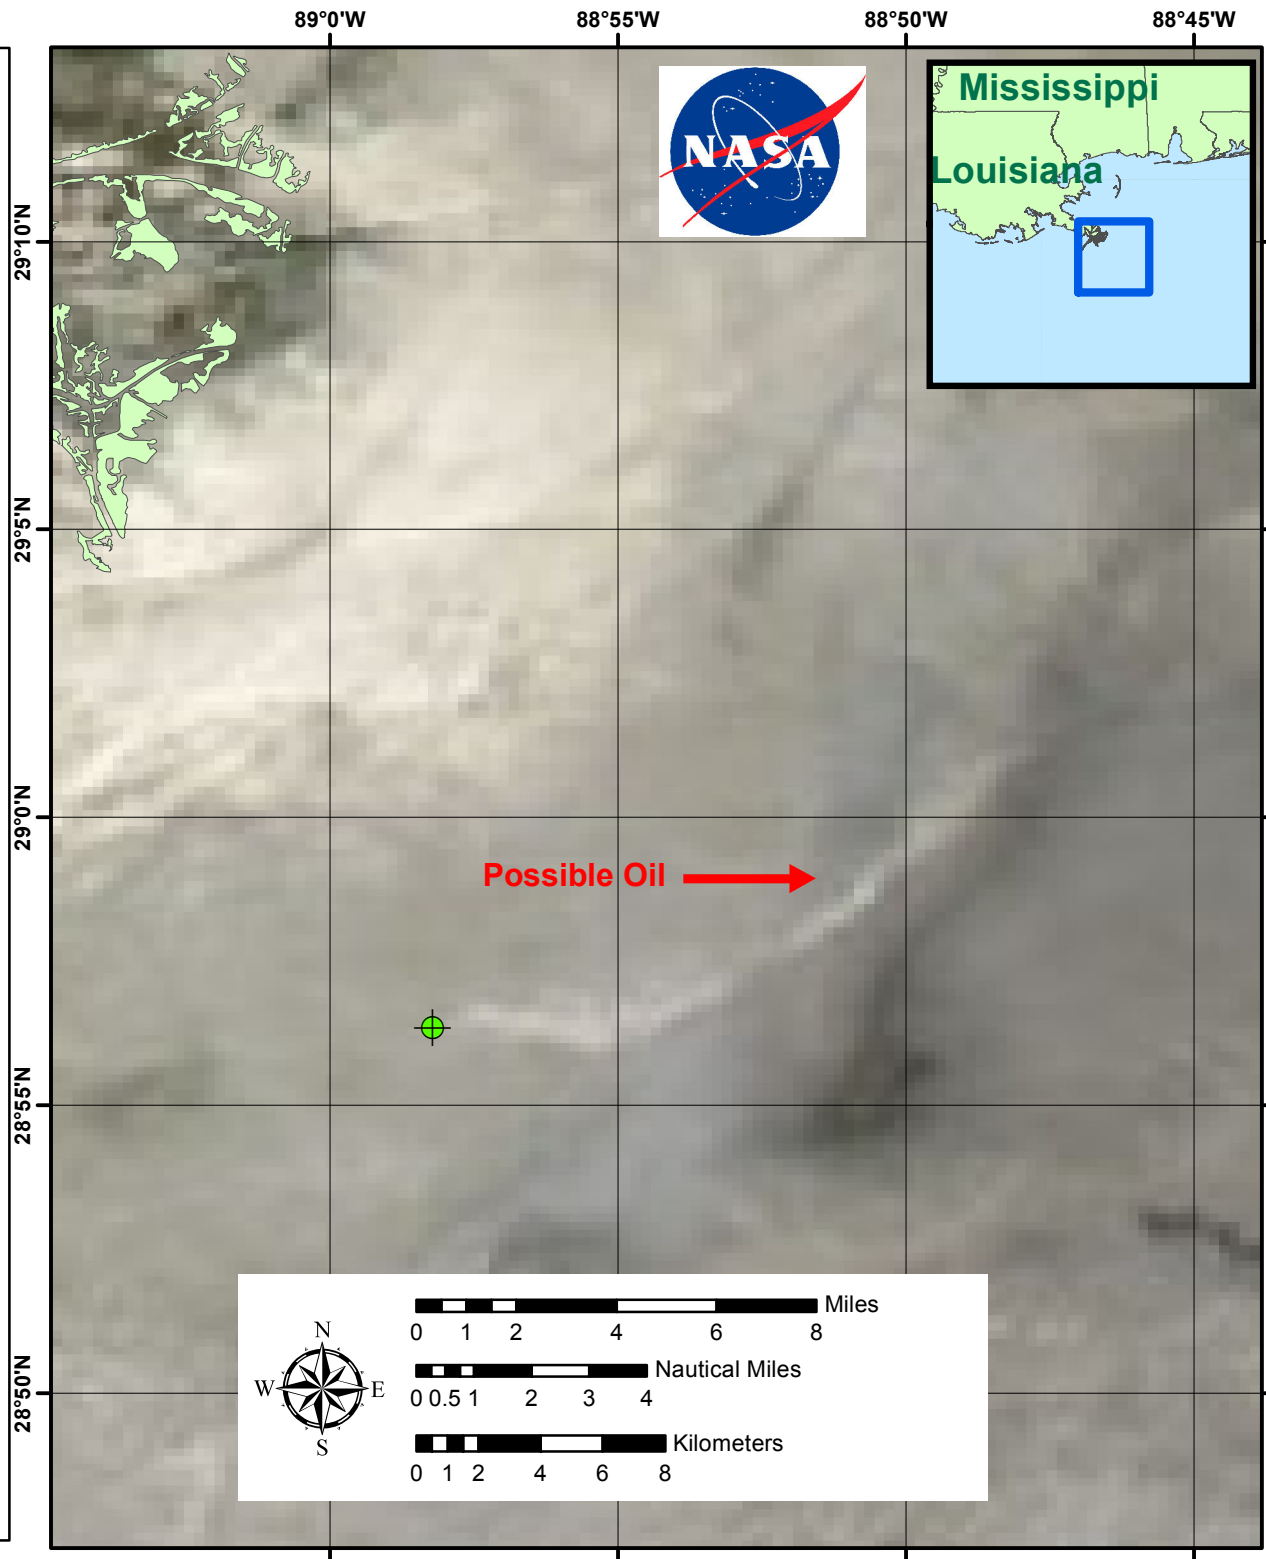 89°0'W 88°55'W 88°50'W 88°45'W
NASA
Mississippi
Louisiana
29°10'N
29°5'N
29°0'N
Possible Oil
28°55'N
28°50'N
N
W E
S
Miles
0 1 2 4 6 8
Nautical Miles
0 0.5 1 2 3 4
Kilometers
0 1 2 4 6 8